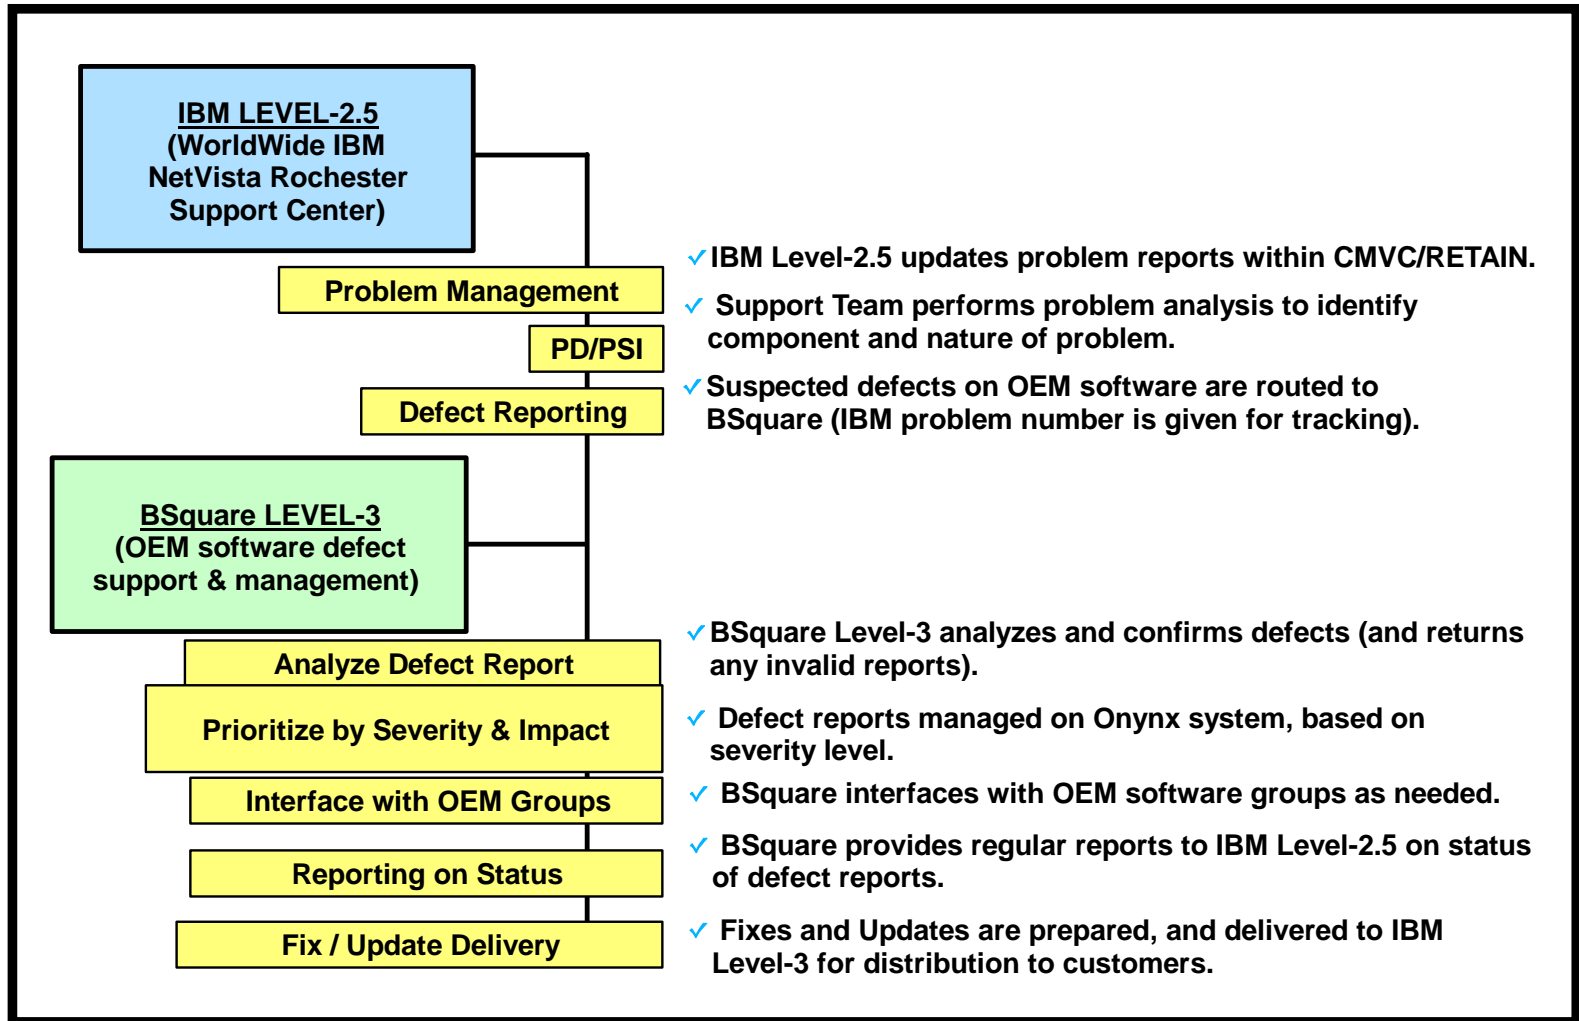 IBM LEVEL-2.5
(WorldWide IBM
NetVista Rochester
Support Center)
Problem Management
PD/PSI
Defect Reporting
✓IBM Level-2.5 updates problem reports within CMVC/RETAIN.
✓ Support Team performs problem analysis to identify
component and nature of problem.
✓Suspected defects on OEM software are routed to
BSquare (IBM problem number is given for tracking).
BSquare LEVEL-3
(OEM software defect
support & management)
Analyze Defect Report
Prioritize by Severity & Impact
Interface with OEM Groups
Reporting on Status
Fix / Update Delivery
✓BSquare Level-3 analyzes and confirms defects (and returns
any invalid reports).
✓ Defect reports managed on Onynx system, based on
severity level.
✓ BSquare interfaces with OEM software groups as needed.
✓ BSquare provides regular reports to IBM Level-2.5 on status
of defect reports.
✓ Fixes and Updates are prepared, and delivered to IBM
Level-3 for distribution to customers.